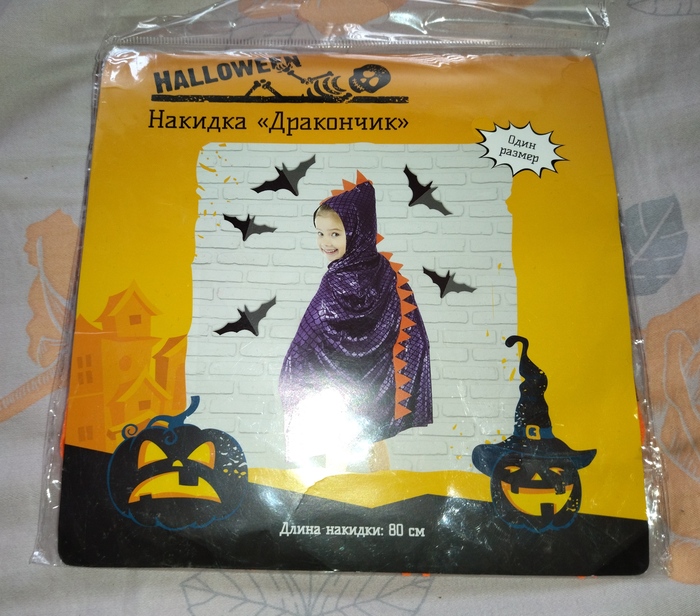 HALLOWEEN
Накидка «Дракончик»
Один
размер
Длина накидки: 80 см